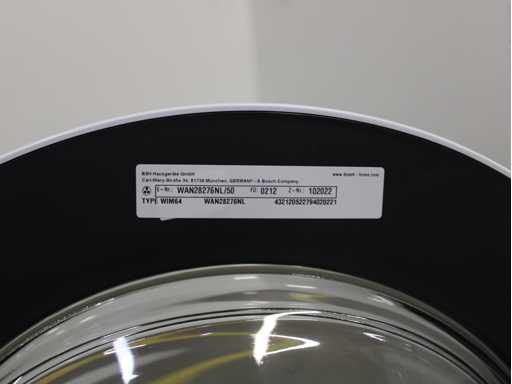 BSH Hausgeräte GmbH www.bosch-home.com
Carl-Wery-Straße 34, 81739 München, GERMANY - A Bosch Company
E-Nr.: WAN28276NL/50 FD: 0212 Z-Nr.: 102022
TYPE WIM64 WAN28276NL 432120522794020221